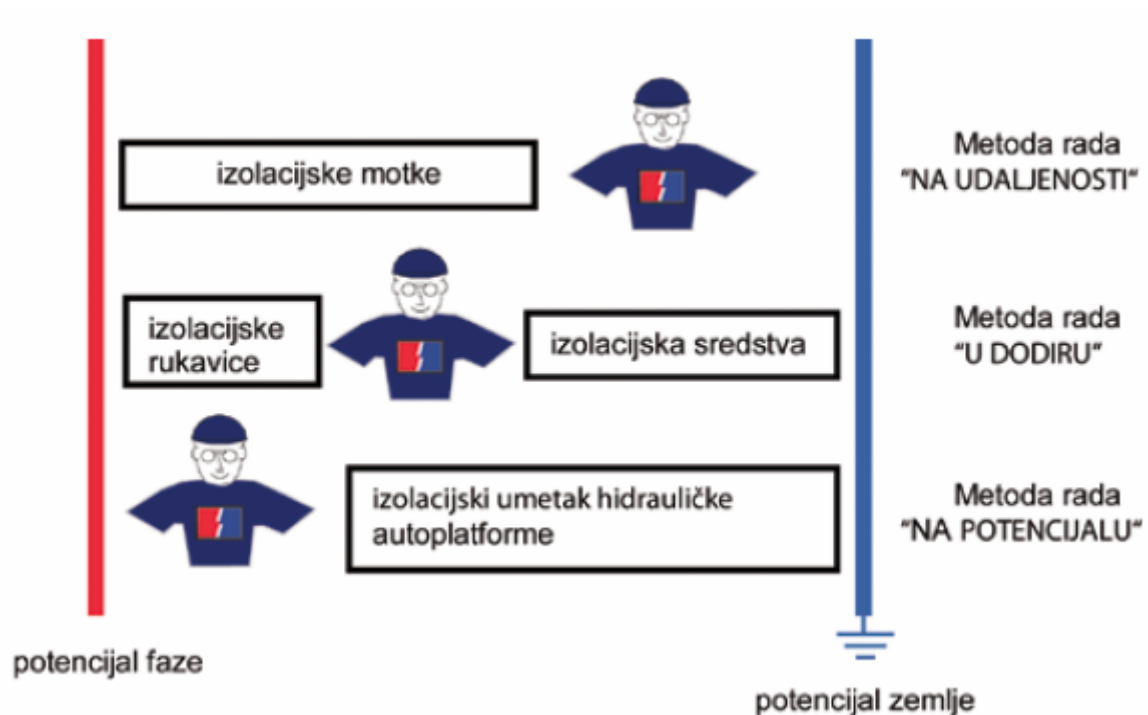 izolacijske motke
Metoda rada
“NA UDALJENOSTI“
izolacijske
rukavice
izolacijska sredstva
Metoda rada
“U DODIRU“
izolacijski umetak hidrauličke
autoplatforme
Metoda rada
“NA POTENCIJALU“
potencijal faze
potencijal zemlje